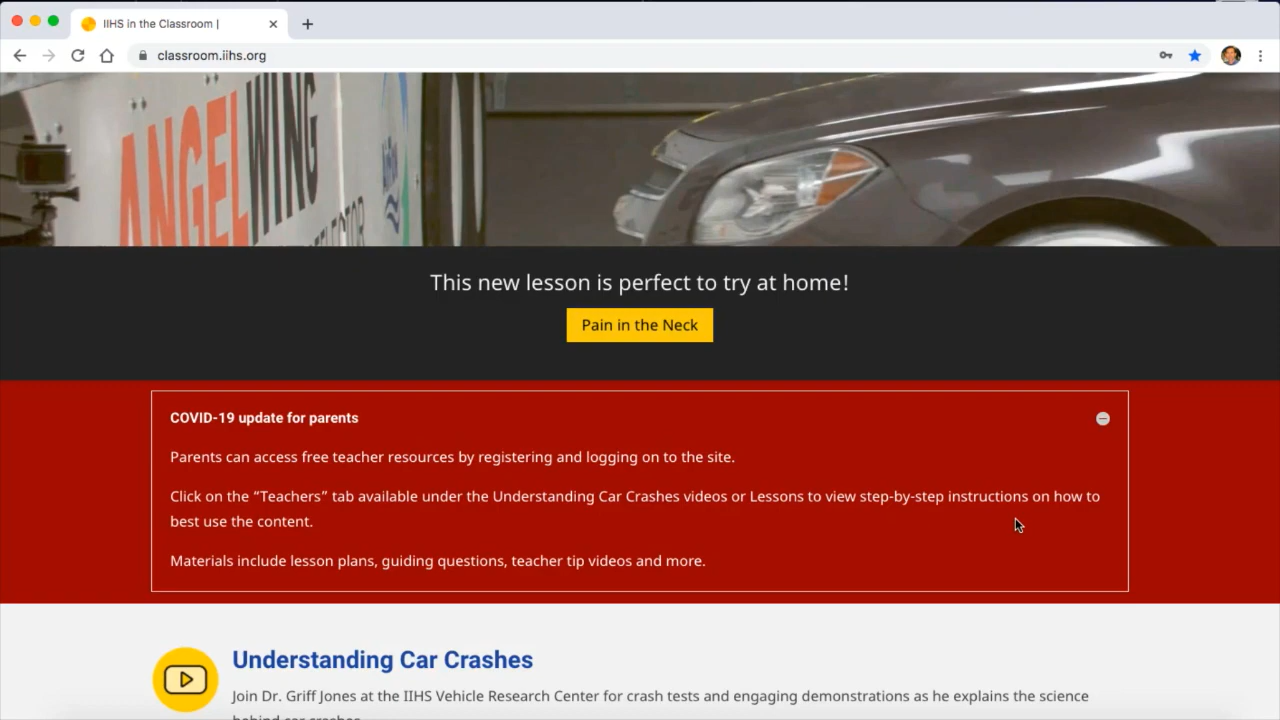 IIHS in the Classroom |
classroom.iihs.org
ANGELWING
This new lesson is perfect to try at home!
Pain in the Neck
COVID-19 update for parents
Parents can access free teacher resources by registering and logging on to the site.
Click on the “Teachers” tab available under the Understanding Car Crashes videos or Lessons to view step-by-step instructions on how to
best use the content.
Materials include lesson plans, guiding questions, teacher tip videos and more.
Understanding Car Crashes
Join Dr. Griff Jones at the IIHS Vehicle Research Center for crash tests and engaging demonstrations as he explains the science
behind car crashes.